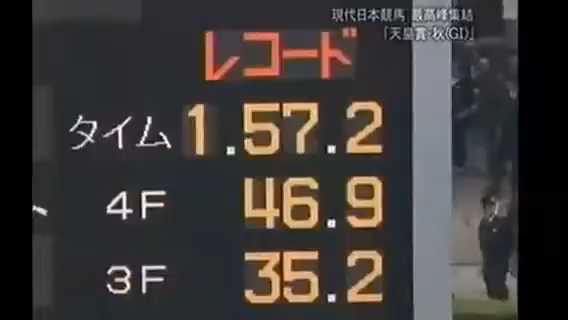 現代日本競馬 最高峰集結
「天皇賞・秋(GI)」
レコード
タイム 1.57.2
4F 46.9
3F 35.2